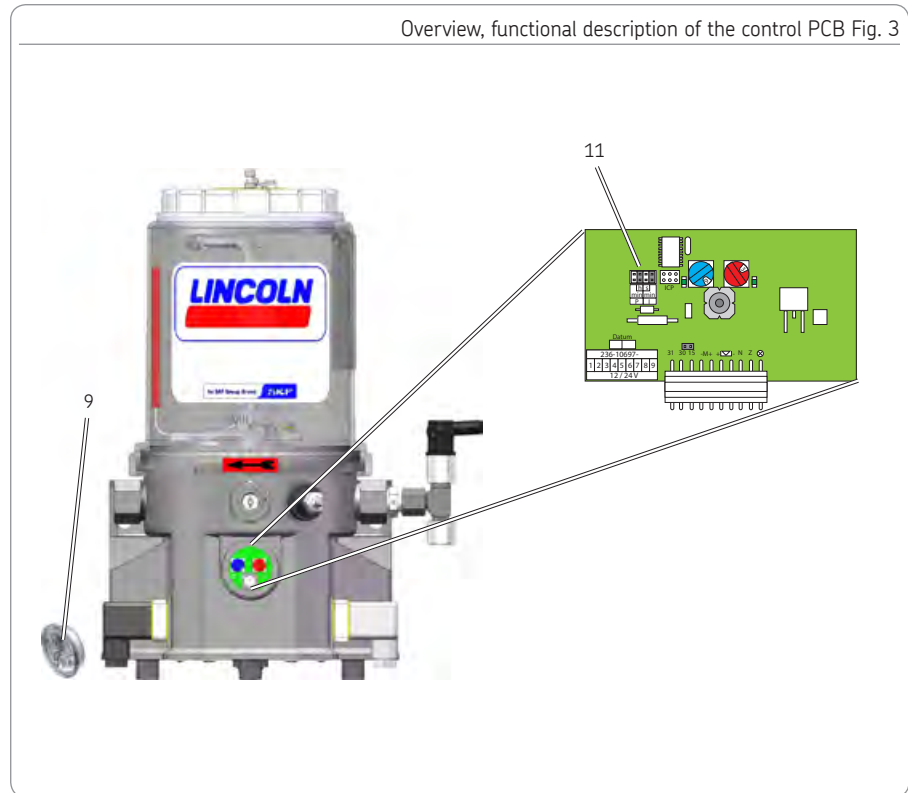 Overview, functional description of the control PCB Fig. 3
11
9
LINCOLN
SKF
ICP
Datum
31 30 15 -M+ + N Z
236-10697-
1 2 3 4 5 6 7 8 9
12 / 24 V